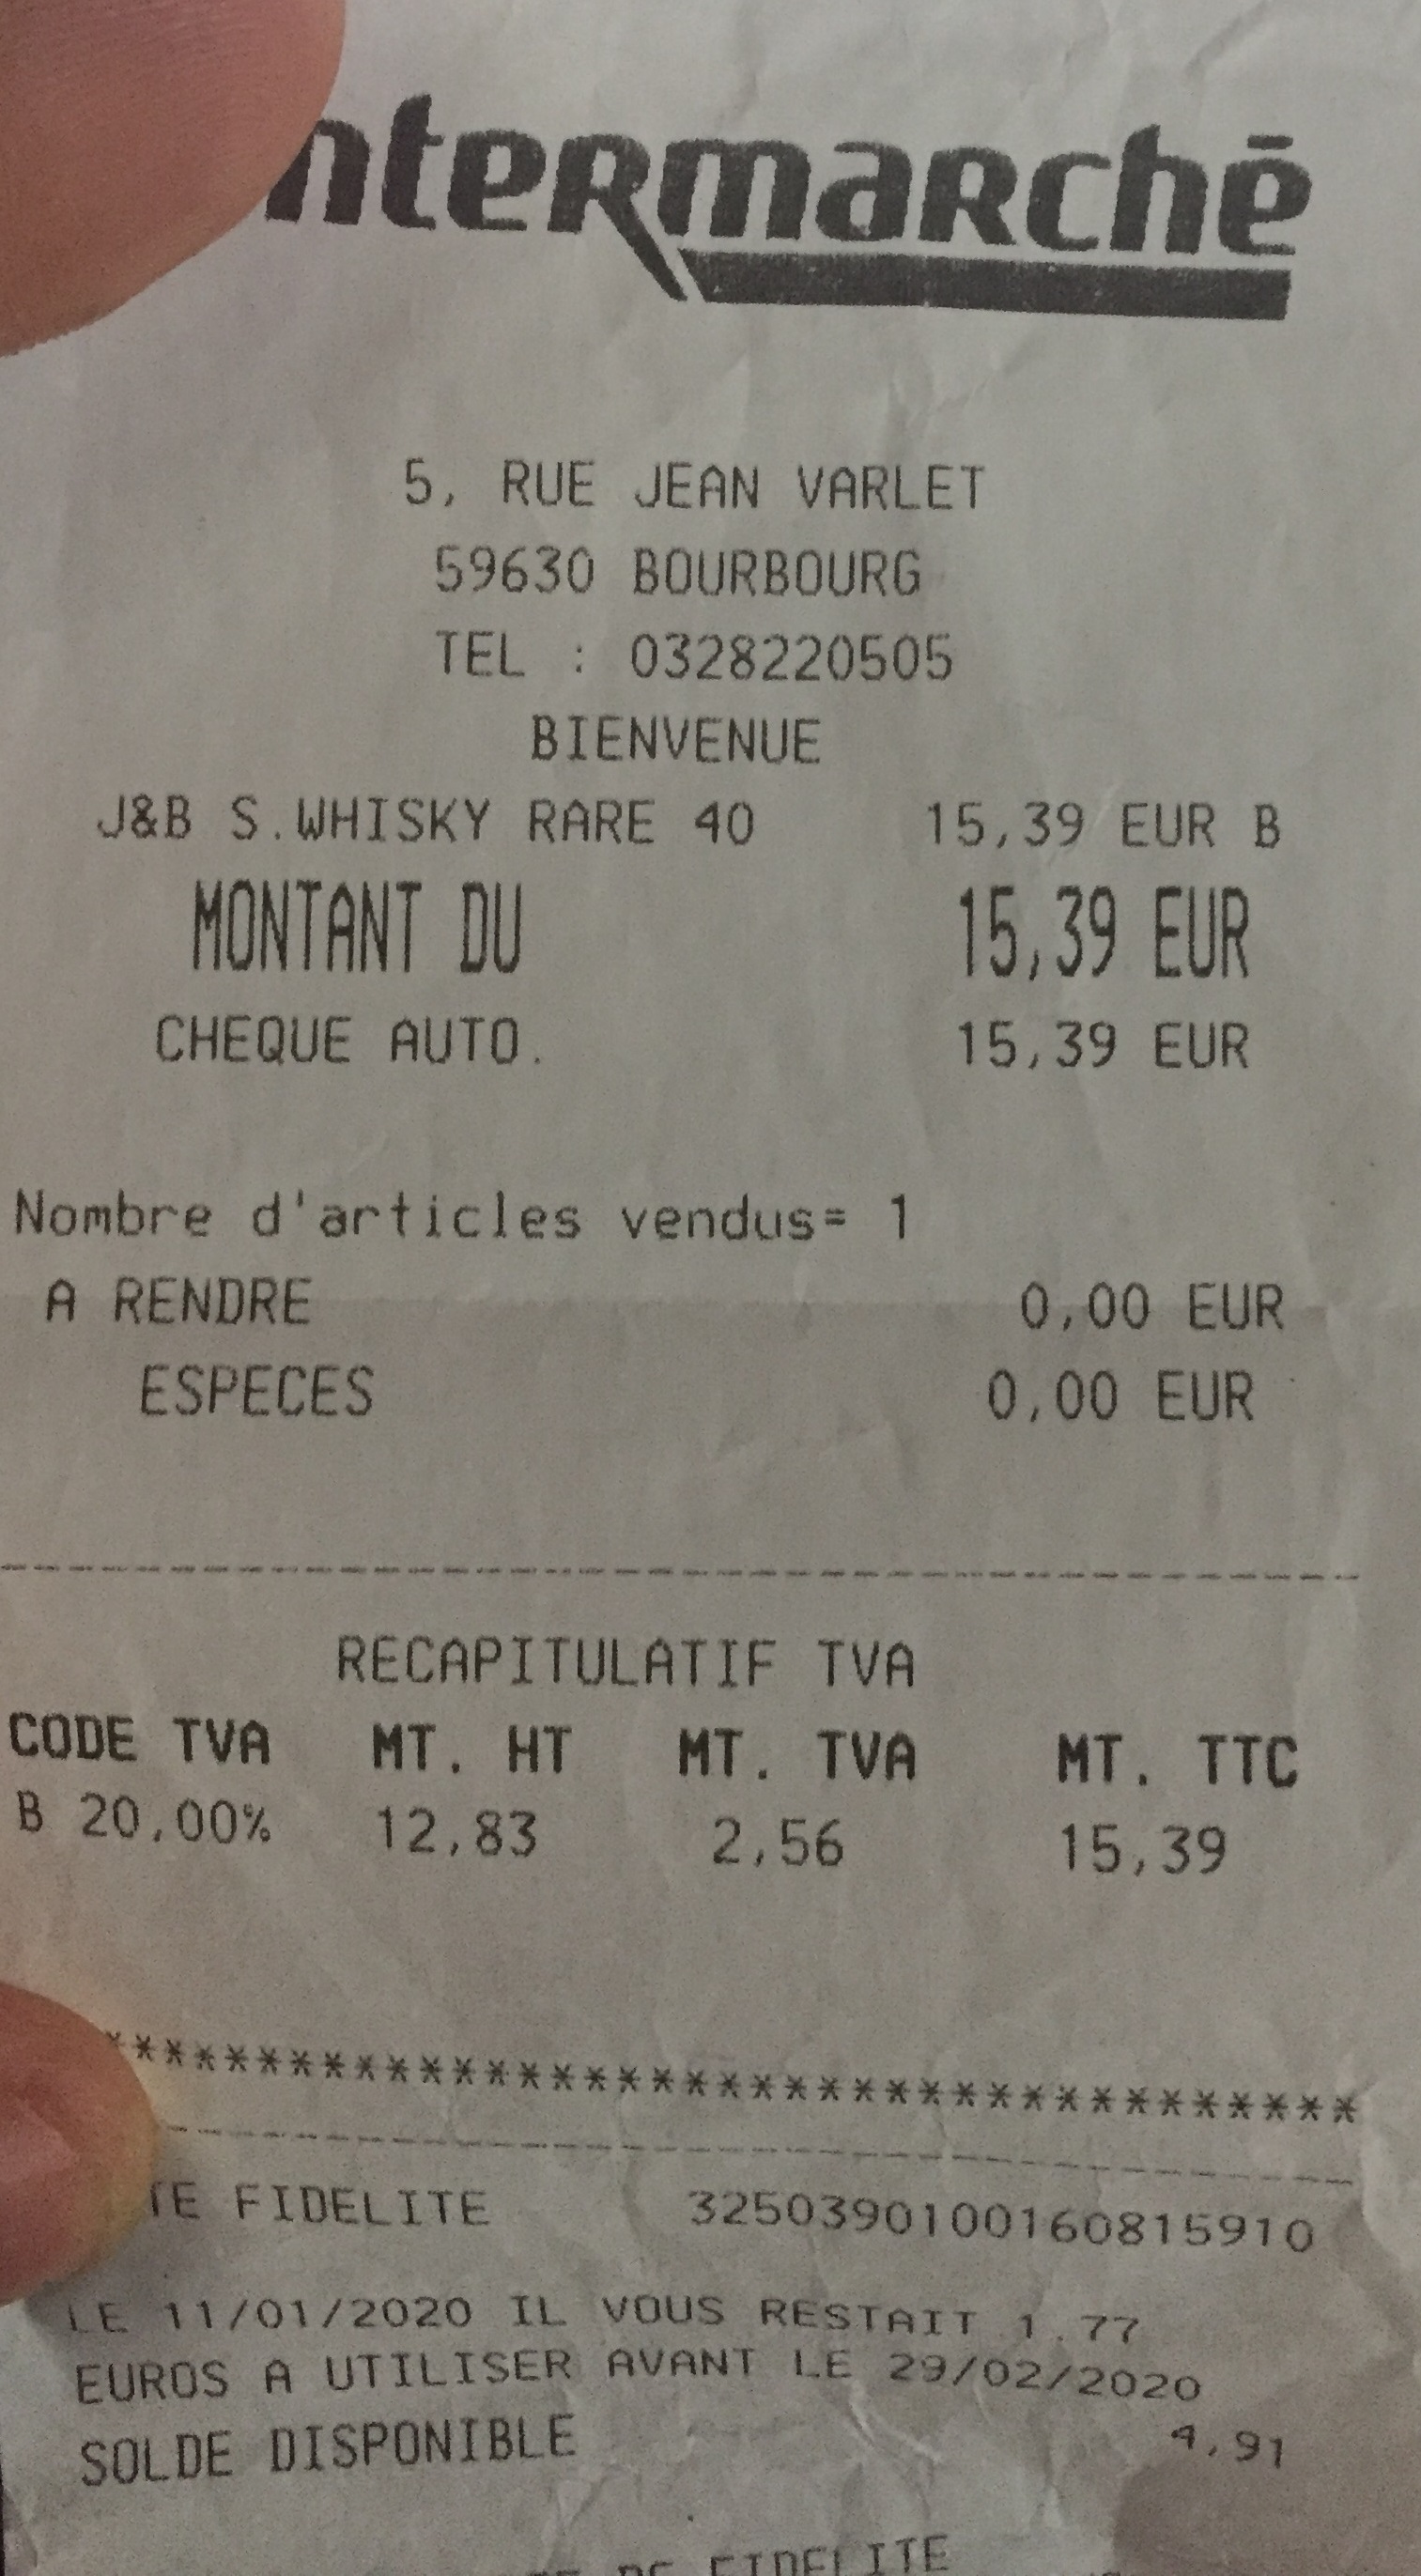 ntermarché
5, RUE JEAN VARLET
59630 BOURBOURG
TEL : 0328220505
BIENVENUE
J&B S.WHISKY RARE 40 15,39 EUR B
MONTANT DU 15,39 EUR
CHEQUE AUTO. 15,39 EUR
Nombre d'articles vendus= 1
A RENDRE 0,00 EUR
ESPECES 0,00 EUR
RECAPITULATIF TVA
CODE TVA MT. HT MT. TVA MT. TTC
B 20,00% 12,83 2,56 15,39
*************************************
TE FIDELITE 3250390100160815910
LE 11/01/2020 IL VOUS RESTAIT 1.77
EUROS A UTILISER AVANT LE 29/02/2020
SOLDE DISPONIBLE 4,91
DE FIDELITE